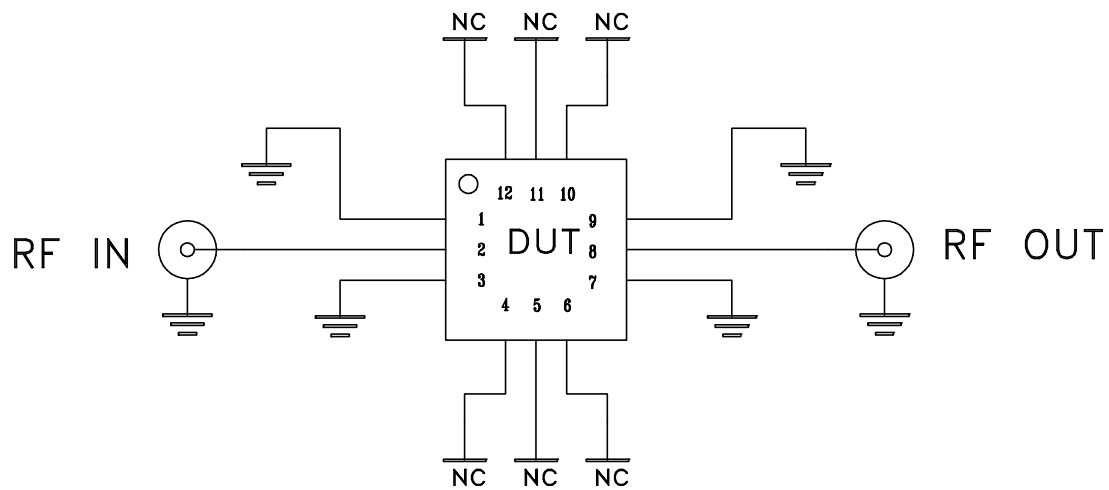 NC NC NC
12 11 10
1 9
RF IN 2 DUT 8 RF OUT
3 7
4 5 6
NC NC NC